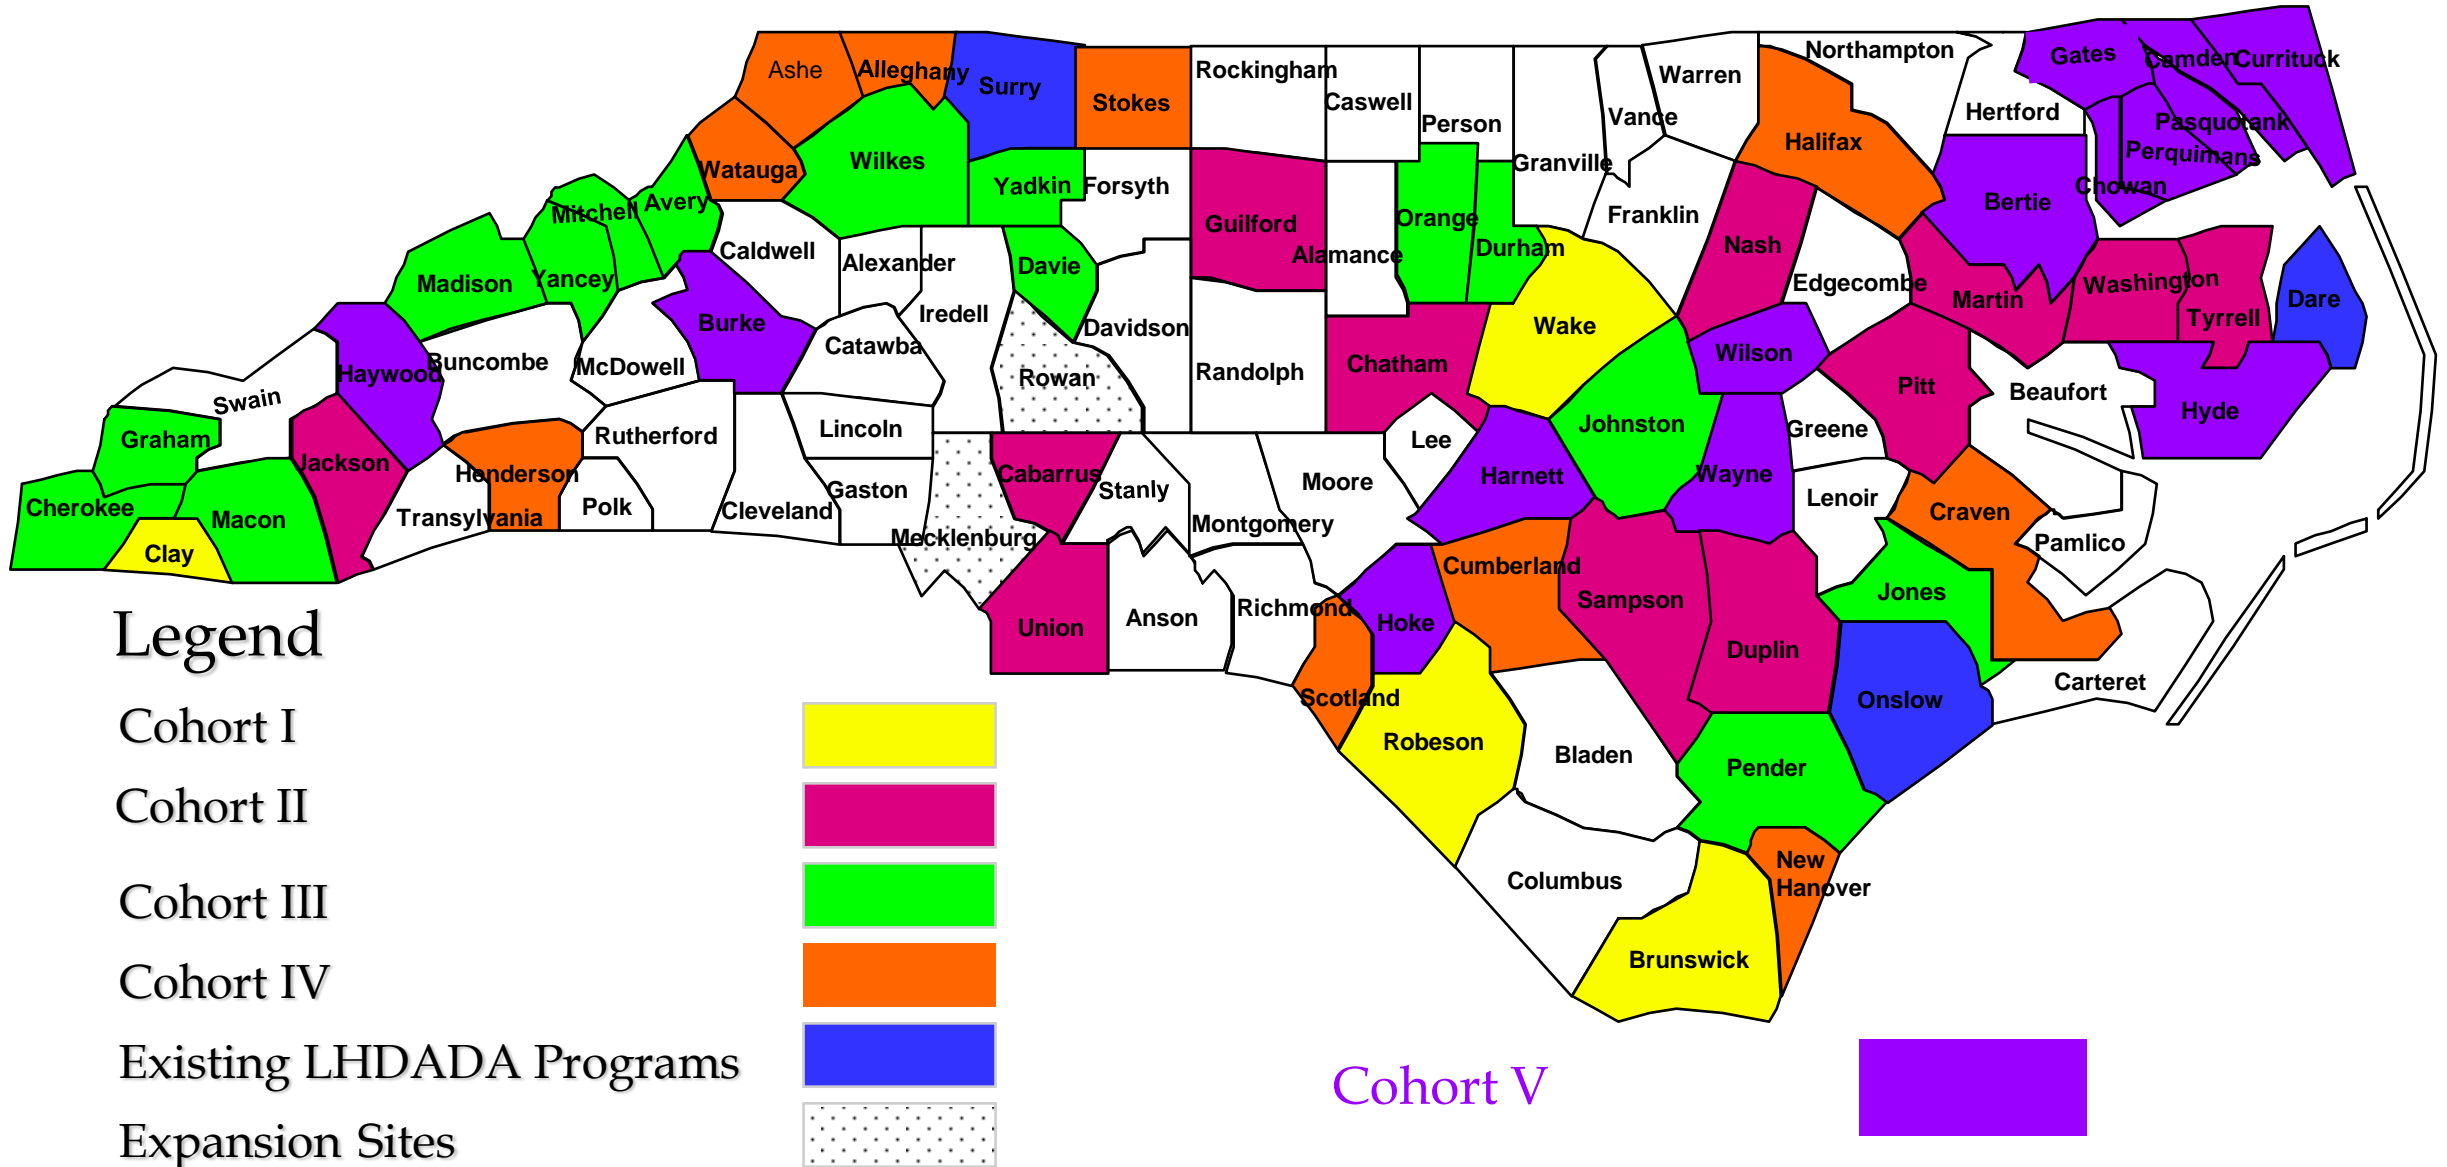 Northampton
Gates
Camden
Currituck
Ashe
Alleghany
Surry
Stokes
Rockingham
Caswell
Person
Vance
Warren
Hertford
Halifax
Pasquotank
Perquimans
Chowan
Bertie
Watauga
Wilkes
Yadkin
Forsyth
Guilford
Alamance
Orange
Durham
Granville
Franklin
Nash
Edgecombe
Martin
Washington
Tyrrell
Dare
Mitchell
Avery
Caldwell
Alexander
Davie
Madison
Yancey
Burke
Iredell
Davidson
Wake
Wilson
Catawba
Buncombe
McDowell
Haywood
Swain
Rowan
Randolph
Chatham
Pitt
Beaufort
Hyde
Graham
Jackson
Henderson
Rutherford
Lincoln
Cabarrus
Stanly
Moore
Lee
Johnston
Harnett
Wayne
Greene
Lenoir
Craven
Pamlico
Cherokee
Macon
Clay
Transylvania
Polk
Cleveland
Gaston
Mecklenburg
Montgomery
Cumberland
Sampson
Jones
Union
Anson
Richmond
Hoke
Duplin
Scotland
Onslow
Carteret
Robeson
Bladen
Pender
Columbus
New
Hanover
Brunswick
Legend
Cohort I
Cohort II
Cohort III
Cohort IV
Existing LHDADA Programs
Expansion Sites
Cohort V